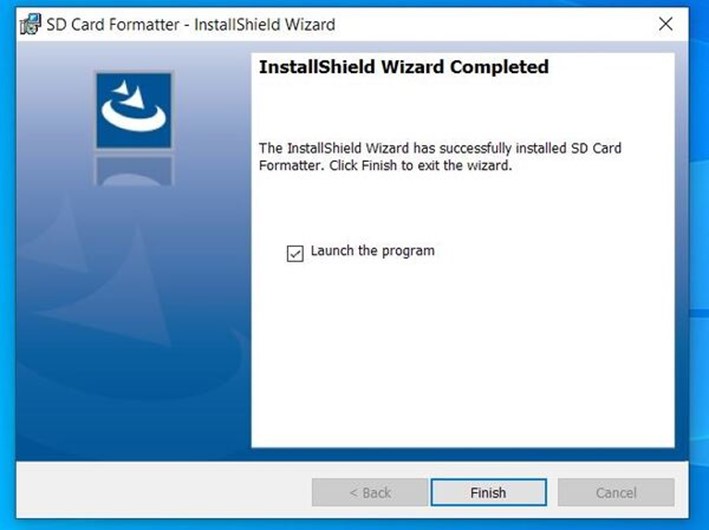 SD Card Formatter - InstallShield Wizard
InstallShield Wizard Completed
The InstallShield Wizard has successfully installed SD Card
Formatter. Click Finish to exit the wizard.
Launch the program
< Back
Finish
Cancel